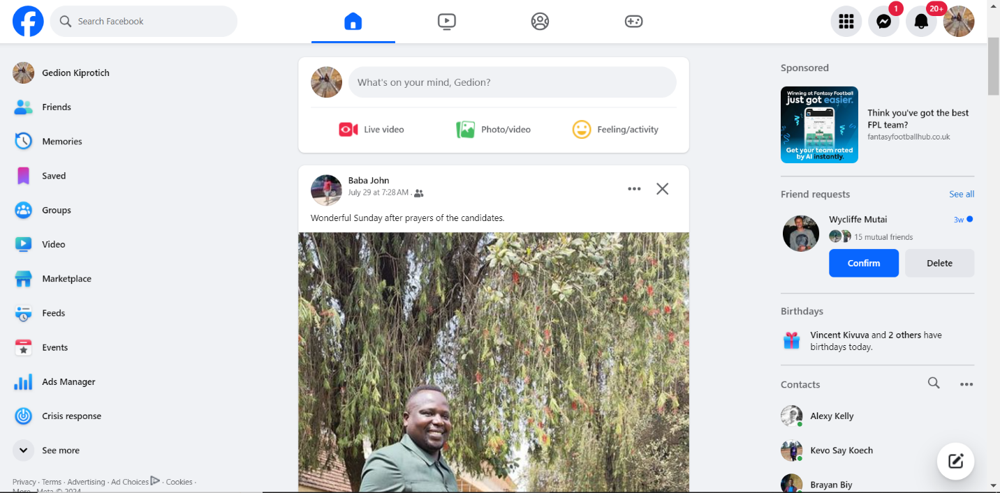 Search Facebook
1
20+
Gedion Kiprotich
Friends
Memories
Saved
Groups
Video
Marketplace
Feeds
Events
Ads Manager
Crisis response
See more
Privacy · Terms · Advertising · Ad Choices · Cookies ·
More · Meta © 2024
What's on your mind, Gedion?
Live video
Photo/video
Feeling/activity
Baba John
July 29 at 7:28 AM ·
Wonderful Sunday after prayers of the candidates.
Sponsored
Winning at Fantasy Football
just got easier.
Get your team rated
by AI instantly.
Think you've got the best
FPL team?
fantasyfootballhub.co.uk
Friend requests
See all
Wycliffe Mutai
3w
15 mutual friends
Confirm
Delete
Birthdays
Vincent Kivuva and 2 others have
birthdays today.
Contacts
Alexy Kelly
Kevo Say Koech
Brayan Biy